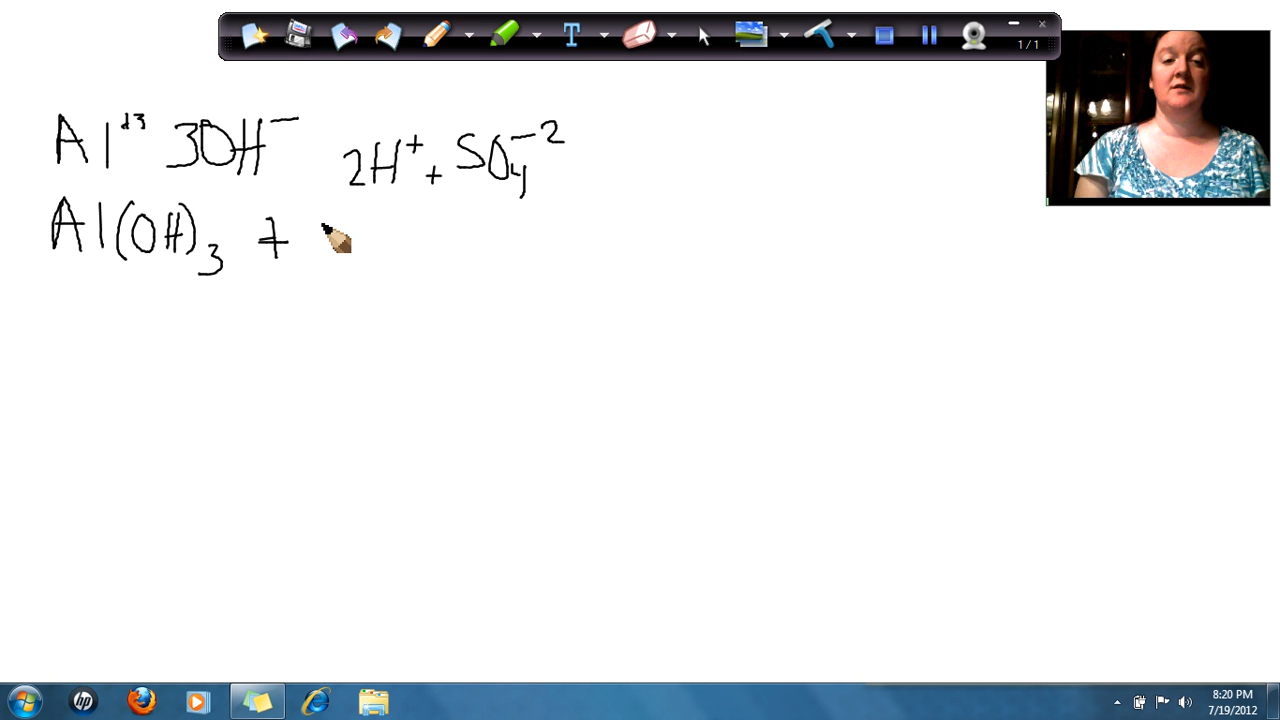 1/1
Al⁺³ 3OH⁻ 2H⁺ + SO₄⁻²
Al(OH)₃ +
8:20 PM
7/19/2012